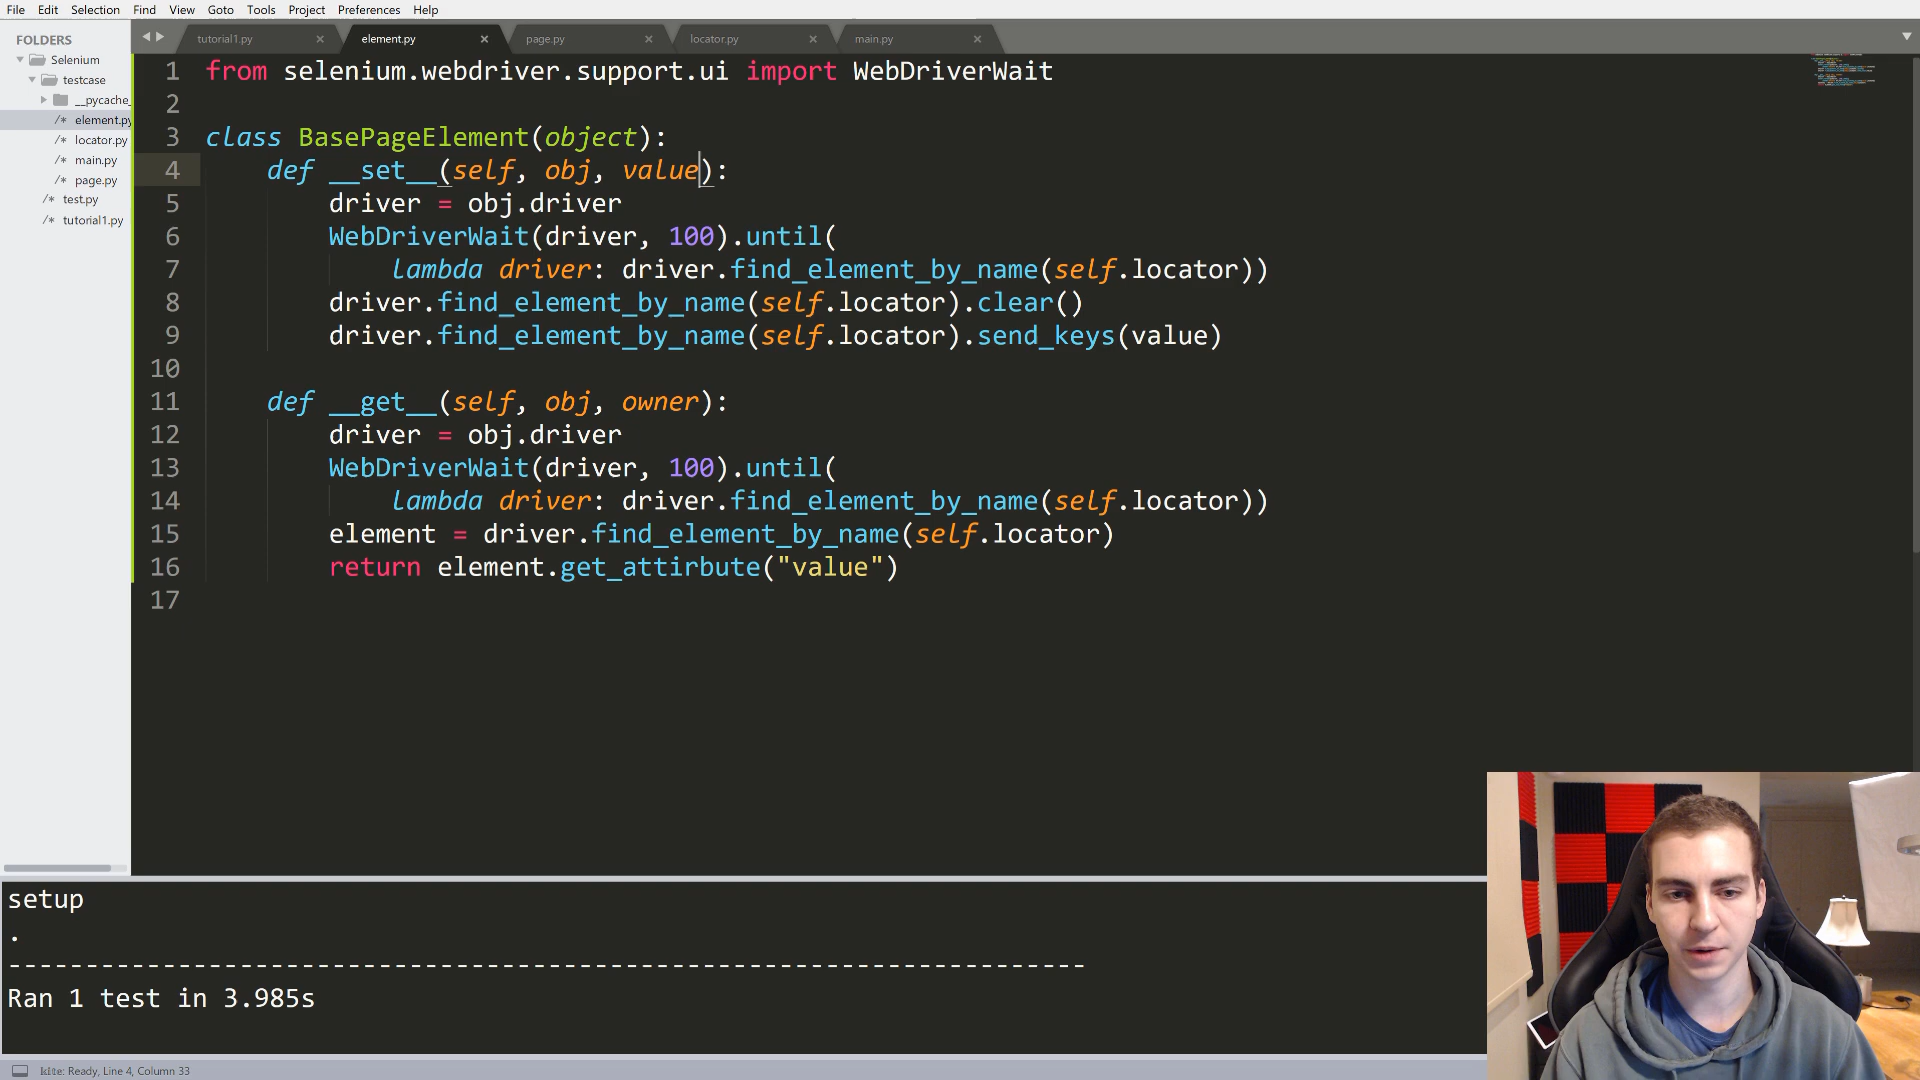 File Edit Selection Find View Goto Tools Project Preferences Help
FOLDERS
Selenium
testcase
__pycache_
element.py
locator.py
main.py
page.py
test.py
tutorial1.py
tutorial1.py element.py page.py locator.py main.py
1 from selenium.webdriver.support.ui import WebDriverWait
2
3 class BasePageElement(object):
4 def __set__(self, obj, value):
5 driver = obj.driver
6 WebDriverWait(driver, 100).until(
7 lambda driver: driver.find_element_by_name(self.locator))
8 driver.find_element_by_name(self.locator).clear()
9 driver.find_element_by_name(self.locator).send_keys(value)
10
11 def __get__(self, obj, owner):
12 driver = obj.driver
13 WebDriverWait(driver, 100).until(
14 lambda driver: driver.find_element_by_name(self.locator))
15 element = driver.find_element_by_name(self.locator)
16 return element.get_attirbute("value")
17
setup
.
----------------------------------------------------------------------
Ran 1 test in 3.985s
kite: Ready, Line 4, Column 33